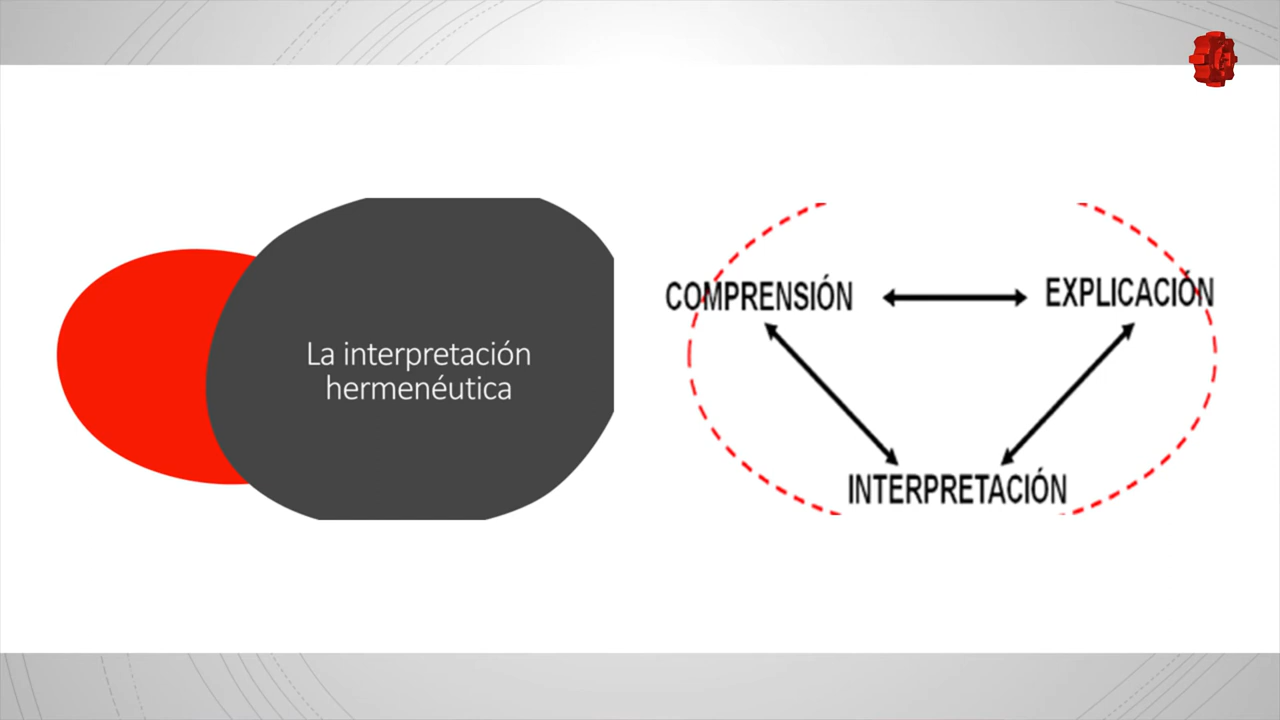 La interpretación
hermenéutica
COMPRENSIÓN
EXPLICACIÓN
INTERPRETACIÓN